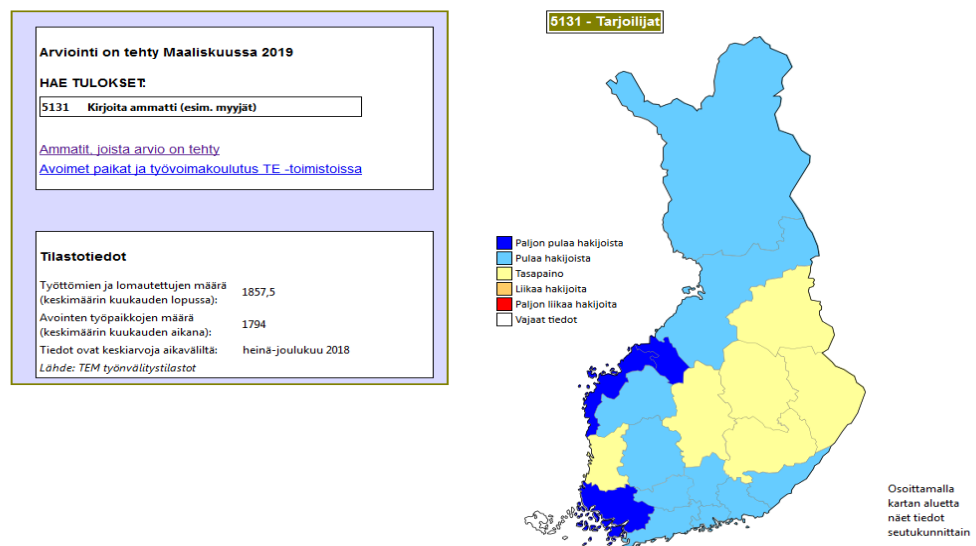 Arviointi on tehty Maaliskuussa 2019
HAE TULOKSET:
5131 Kirjoita ammatti (esim. myyjät)
Ammatit, joista arvio on tehty
Avoimet paikat ja työvoimakoulutus TE -toimistoissa
Tilastotiedot
Työttömien ja lomautettujen määrä
(keskimäärin kuukauden lopussa):
1857,5
Avointen työpaikkojen määrä
(keskimäärin kuukauden aikana):
1794
Tiedot ovat keskiarvoja aikaväliltä: heinä-joulukuu 2018
Lähde: TEM työnvälitystilastot
5131 - Tarjoilijat
Paljon pulaa hakijoista
Pulaa hakijoista
Tasapaino
Liikaa hakijoita
Paljon liikaa hakijoita
Vajaat tiedot
Osoittamalla
kartan aluetta
näet tiedot
seutukunnittain